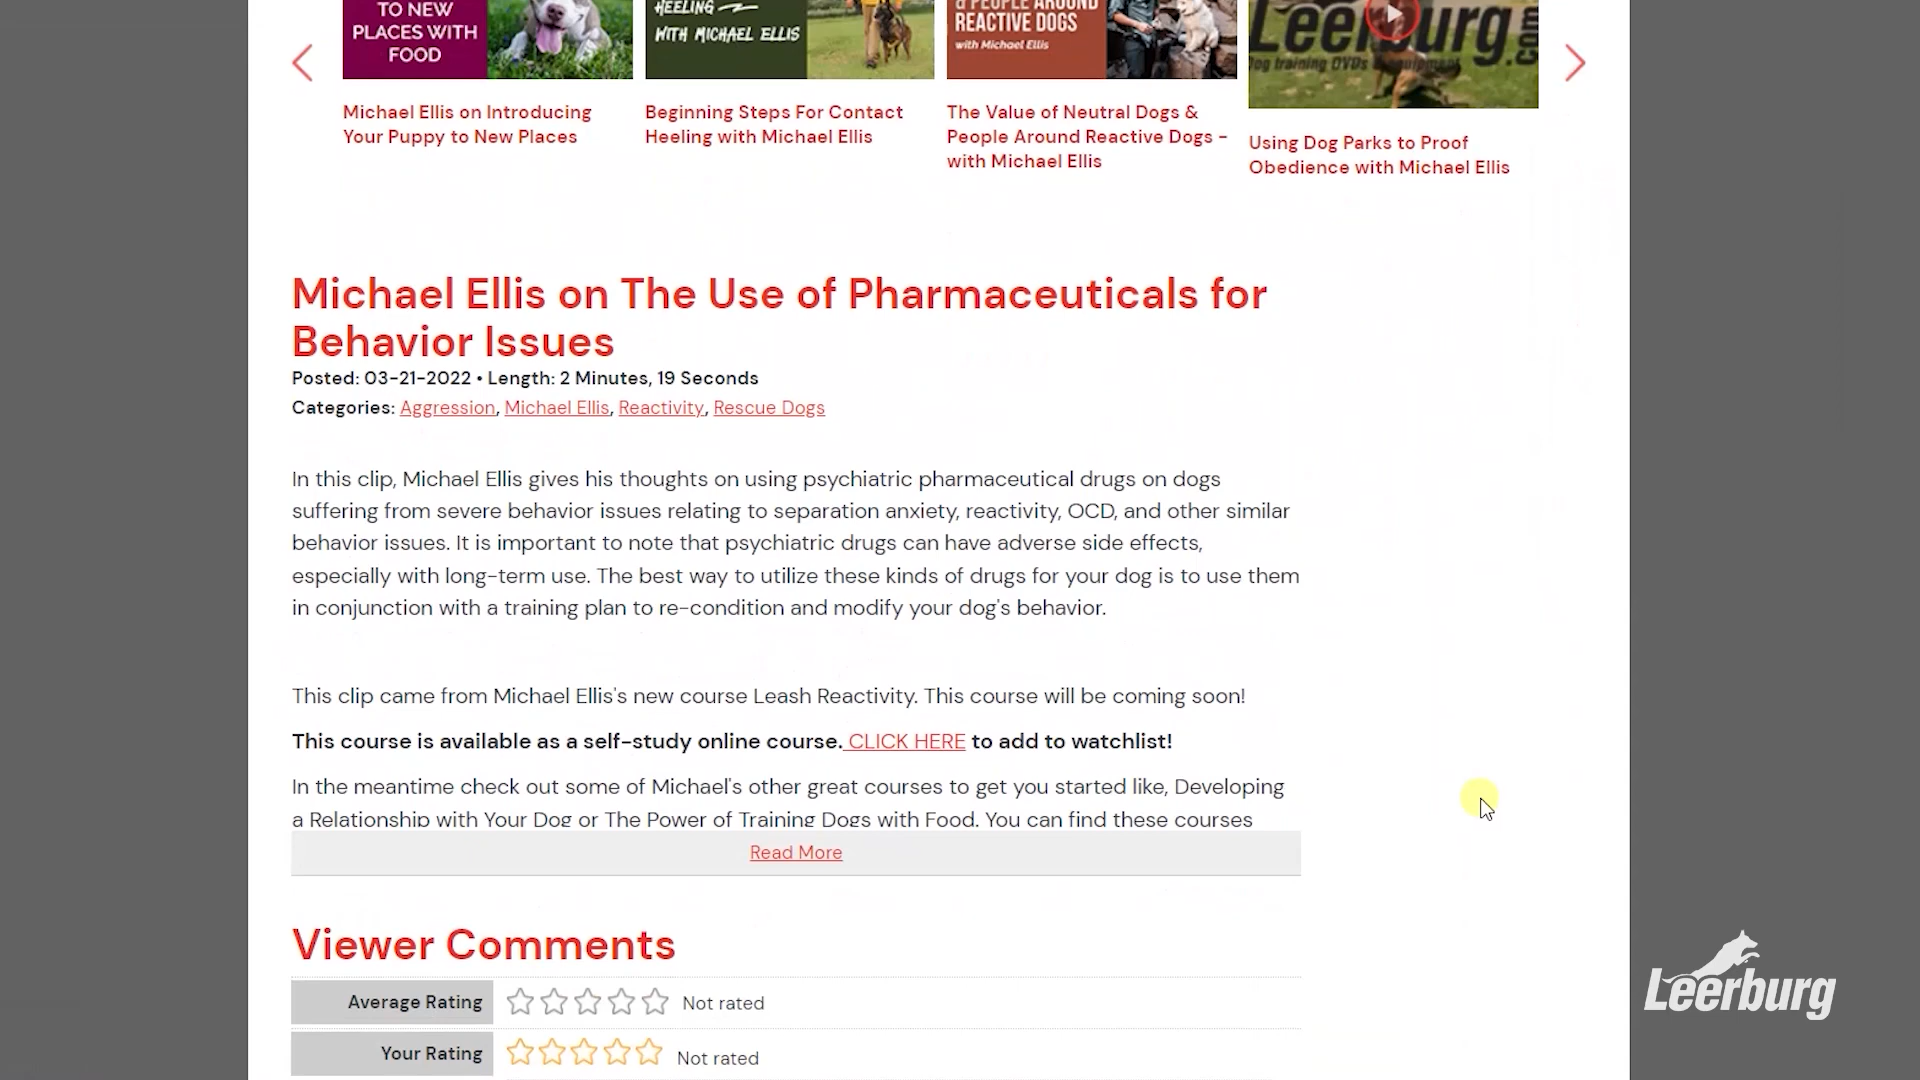 TO NEW
PLACES WITH
FOOD
HEELING
WITH MICHAEL ELLIS
& PEOPLE AROUND
REACTIVE DOGS
with Michael Ellis
Leerburg.com
Dog training DVDs & equipment
Michael Ellis on Introducing
Your Puppy to New Places
Beginning Steps For Contact
Heeling with Michael Ellis
The Value of Neutral Dogs &
People Around Reactive Dogs -
with Michael Ellis
Using Dog Parks to Proof
Obedience with Michael Ellis
Michael Ellis on The Use of Pharmaceuticals for
Behavior Issues
Posted: 03-21-2022 • Length: 2 Minutes, 19 Seconds
Categories: Aggression, Michael Ellis, Reactivity, Rescue Dogs
In this clip, Michael Ellis gives his thoughts on using psychiatric pharmaceutical drugs on dogs
suffering from severe behavior issues relating to separation anxiety, reactivity, OCD, and other similar
behavior issues. It is important to note that psychiatric drugs can have adverse side effects,
especially with long-term use. The best way to utilize these kinds of drugs for your dog is to use them
in conjunction with a training plan to re-condition and modify your dog's behavior.
This clip came from Michael Ellis's new course Leash Reactivity. This course will be coming soon!
This course is available as a self-study online course. CLICK HERE to add to watchlist!
In the meantime check out some of Michael's other great courses to get you started like, Developing
a Relationship with Your Dog or The Power of Training Dogs with Food. You can find these courses
Read More
Viewer Comments
Average Rating Not rated
Your Rating Not rated
Leerburg